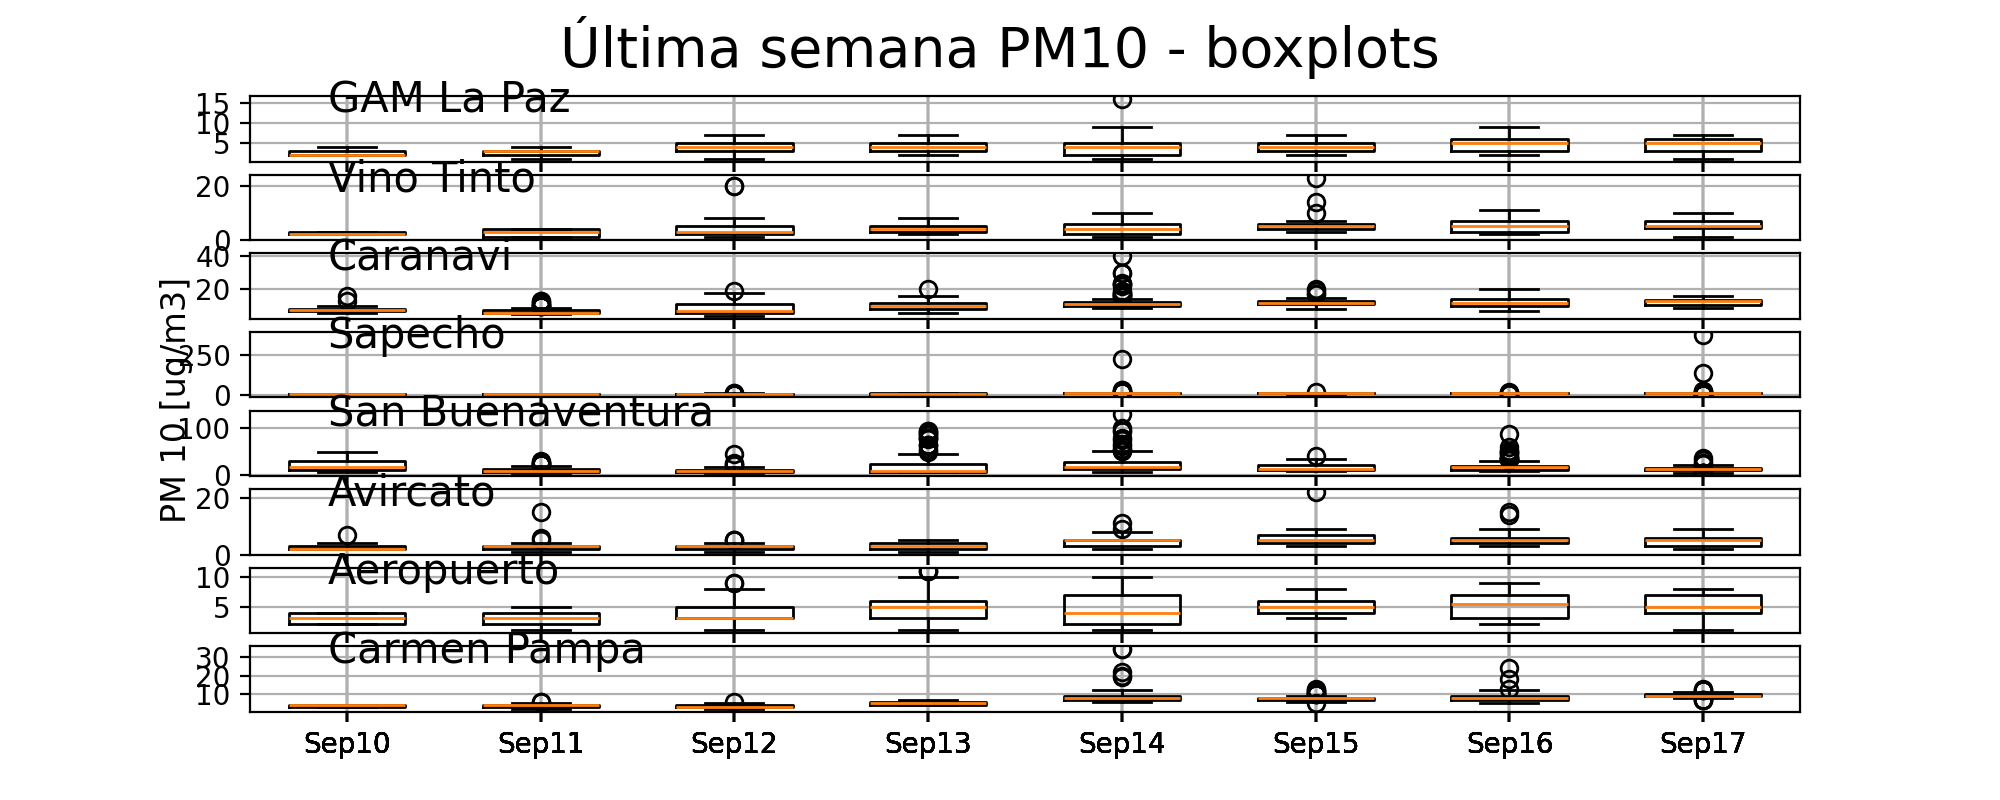 Última semana PM10 - boxplots
GAM La Paz
15
10
5
Vino Tinto
20
0
Caranavi
40
20
Sapecho
250
0
San Buenaventura
100
0
Avircato
20
0
Aeropuerto
10
5
Carmen Pampa
30
20
10
PM 10 [ug/m3]
Sep10 Sep11 Sep12 Sep13 Sep14 Sep15 Sep16 Sep17